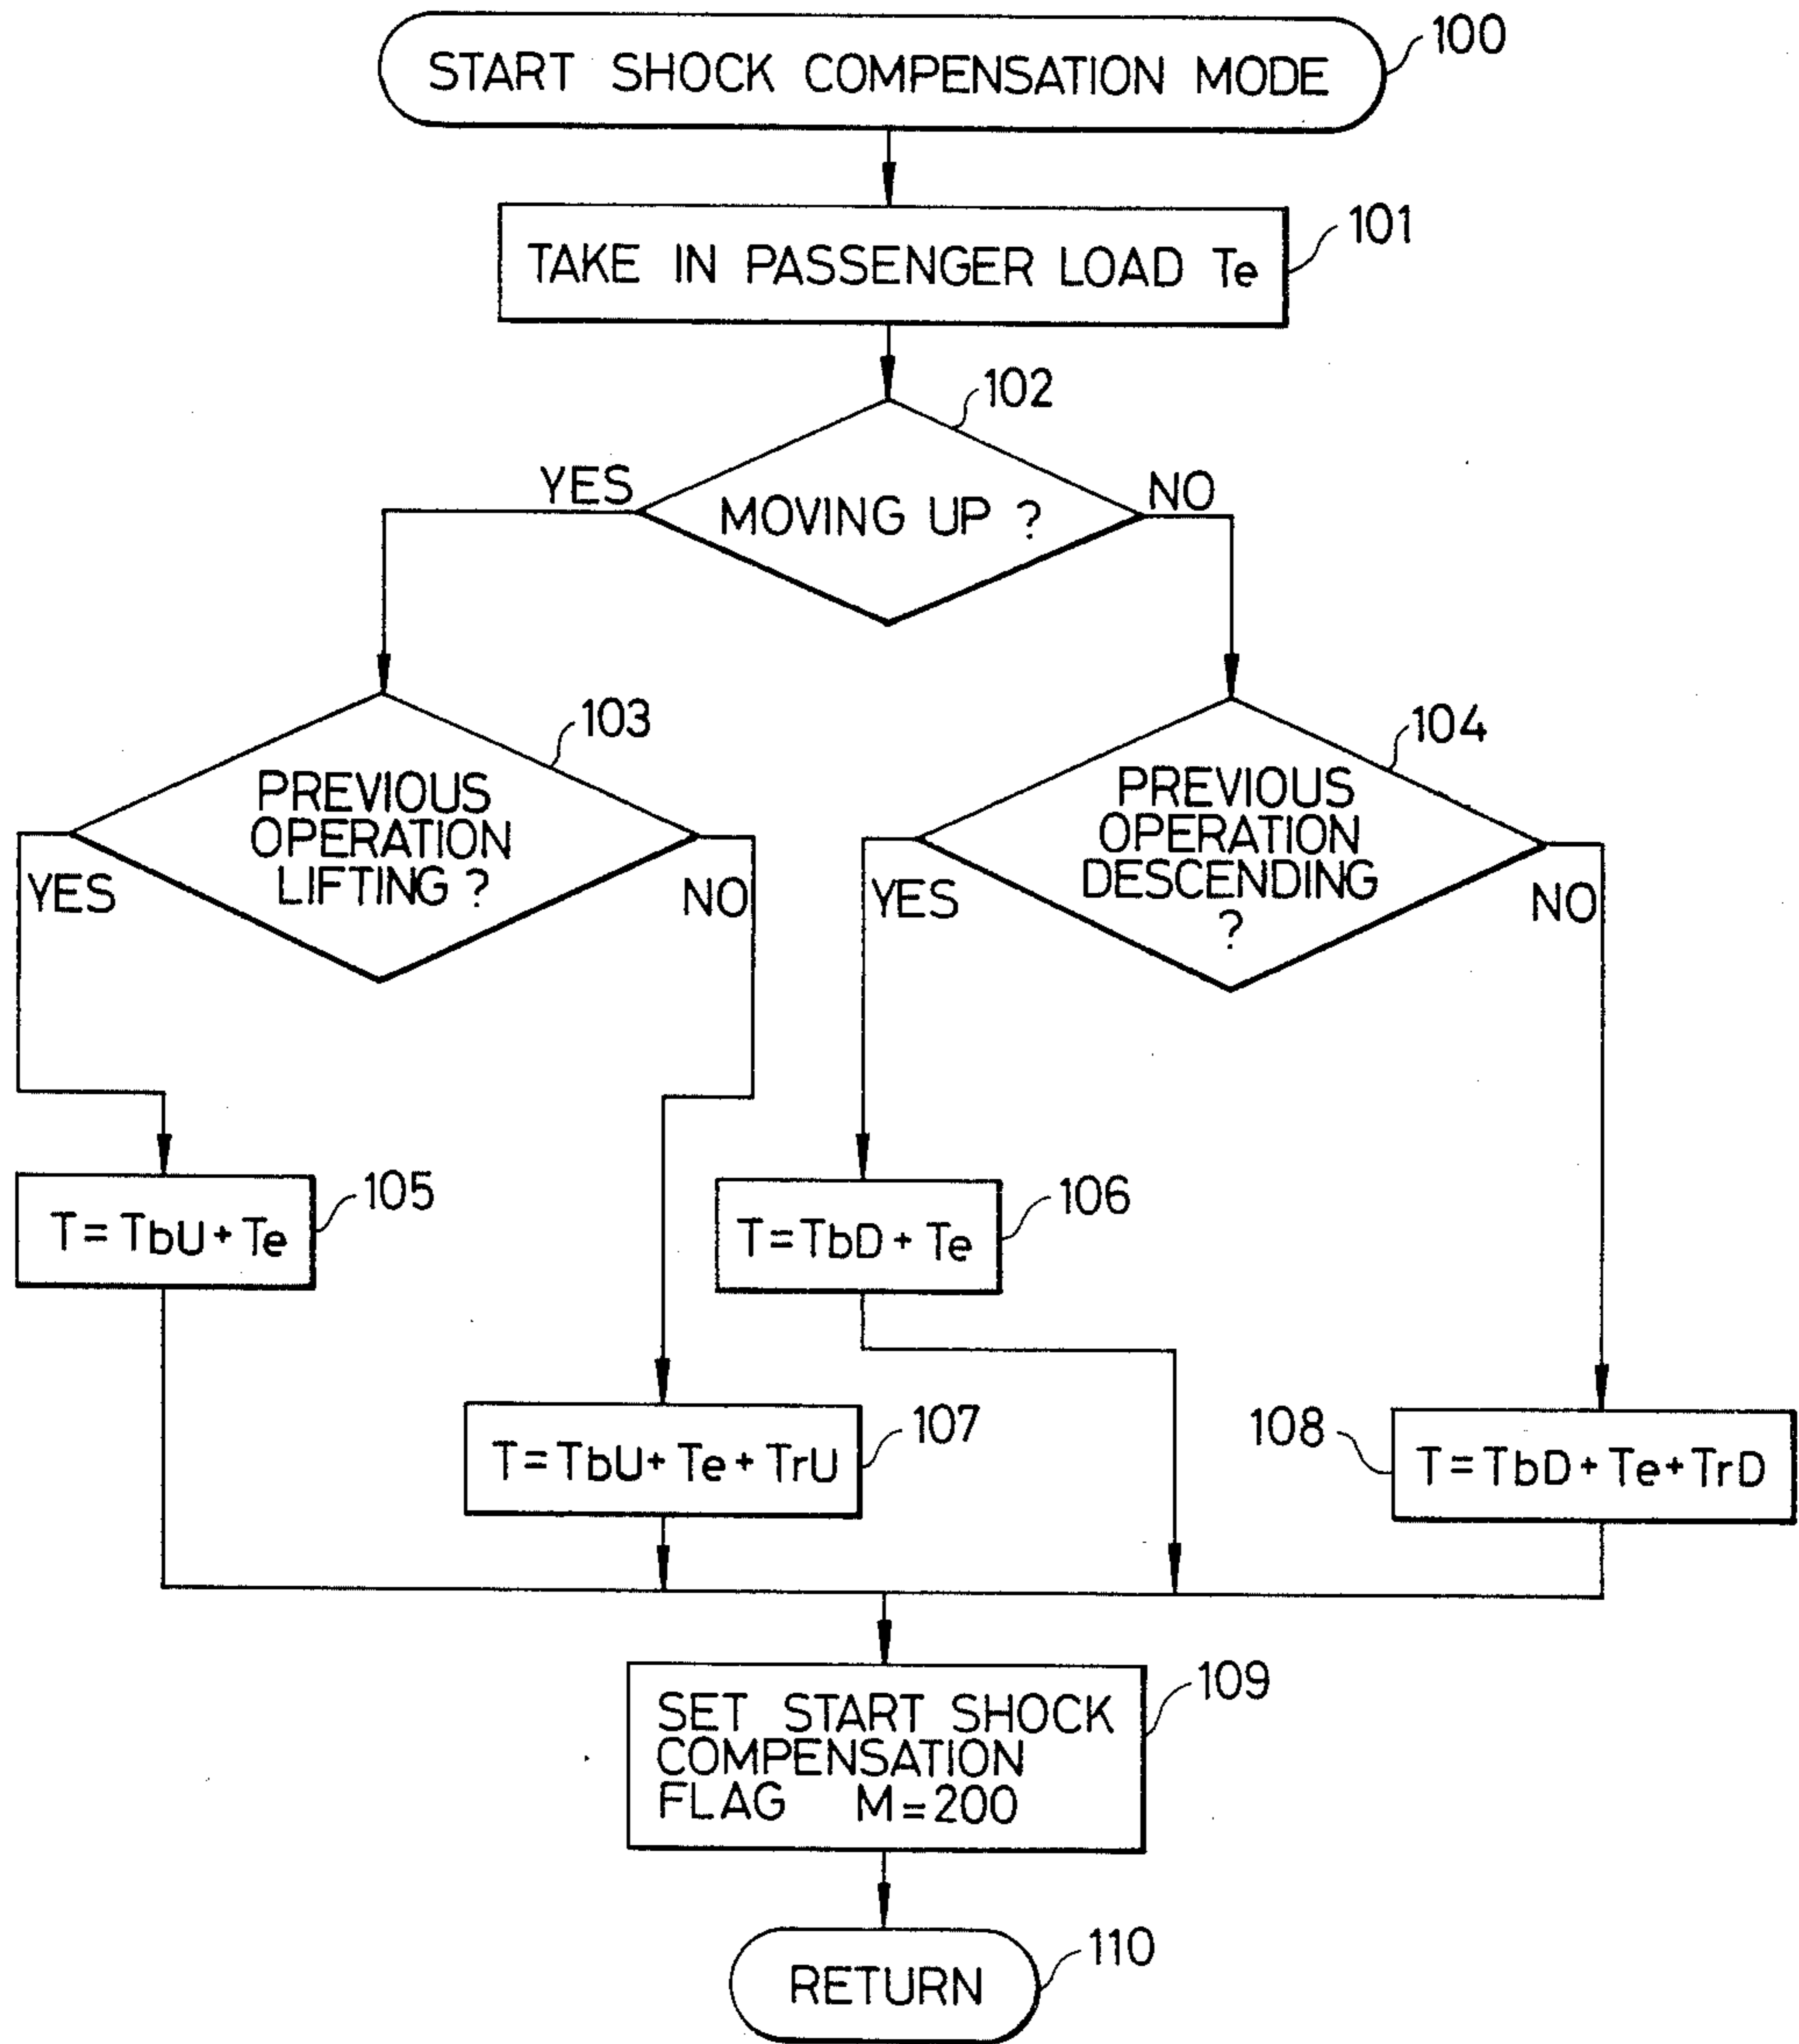 START SHOCK COMPENSATION MODE
100
TAKE IN PASSENGER LOAD Te
101
102
YES
MOVING UP ?
NO
103
PREVIOUS
OPERATION
LIFTING ?
YES
NO
104
PREVIOUS
OPERATION
DESCENDING
?
YES
NO
105
T = TbU + Te
106
T = TbD + Te
107
T = TbU + Te + TrU
108
T = TbD + Te + TrD
109
SET START SHOCK
COMPENSATION
FLAG M = 200
110
RETURN